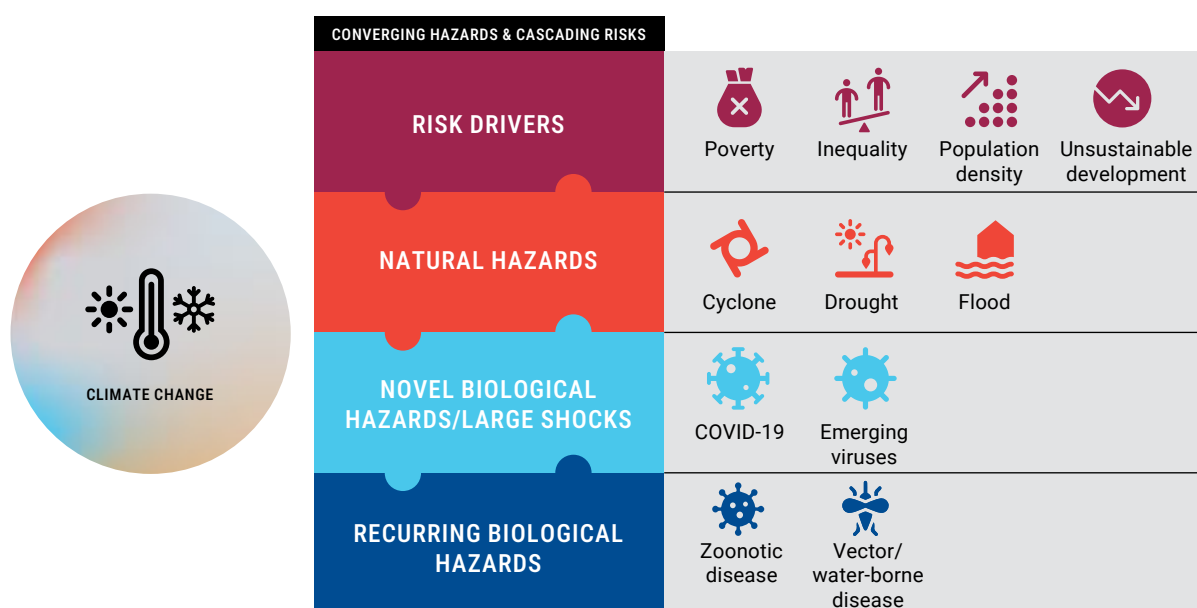 CONVERGING HAZARDS & CASCADING RISKS
RISK DRIVERS
Poverty
Inequality
Population
density
Unsustainable
development
NATURAL HAZARDS
Cyclone
Drought
Flood
CLIMATE CHANGE
NOVEL BIOLOGICAL
HAZARDS/LARGE SHOCKS
COVID-19
Emerging
viruses
RECURRING BIOLOGICAL
HAZARDS
Zoonotic
disease
Vector/
water-borne
disease